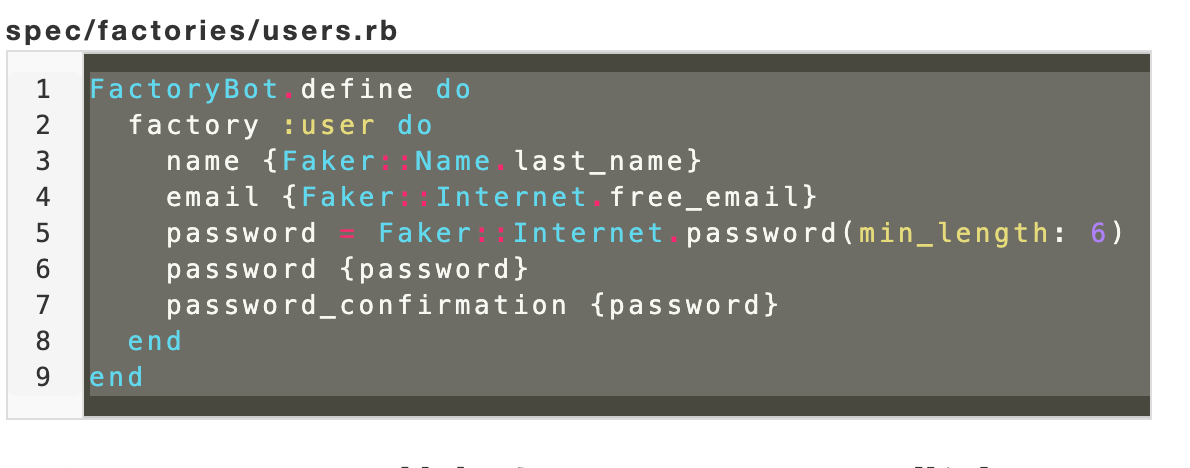 spec/factories/users.rb
1 FactoryBot.define do
2   factory :user do
3     name {Faker::Name.last_name}
4     email {Faker::Internet.free_email}
5     password = Faker::Internet.password(min_length: 6)
6     password {password}
7     password_confirmation {password}
8   end
9 end